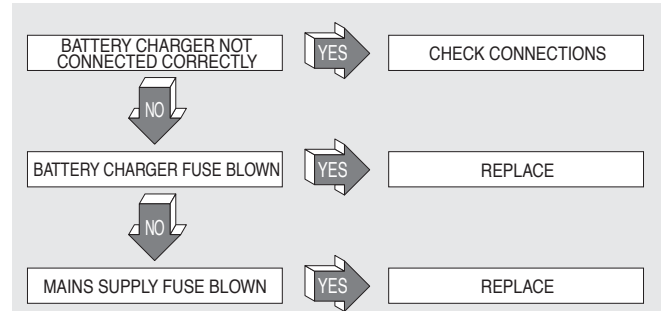 BATTERY CHARGER NOT
CONNECTED CORRECTLY
YES
CHECK CONNECTIONS
NO
BATTERY CHARGER FUSE BLOWN
YES
REPLACE
NO
MAINS SUPPLY FUSE BLOWN
YES
REPLACE